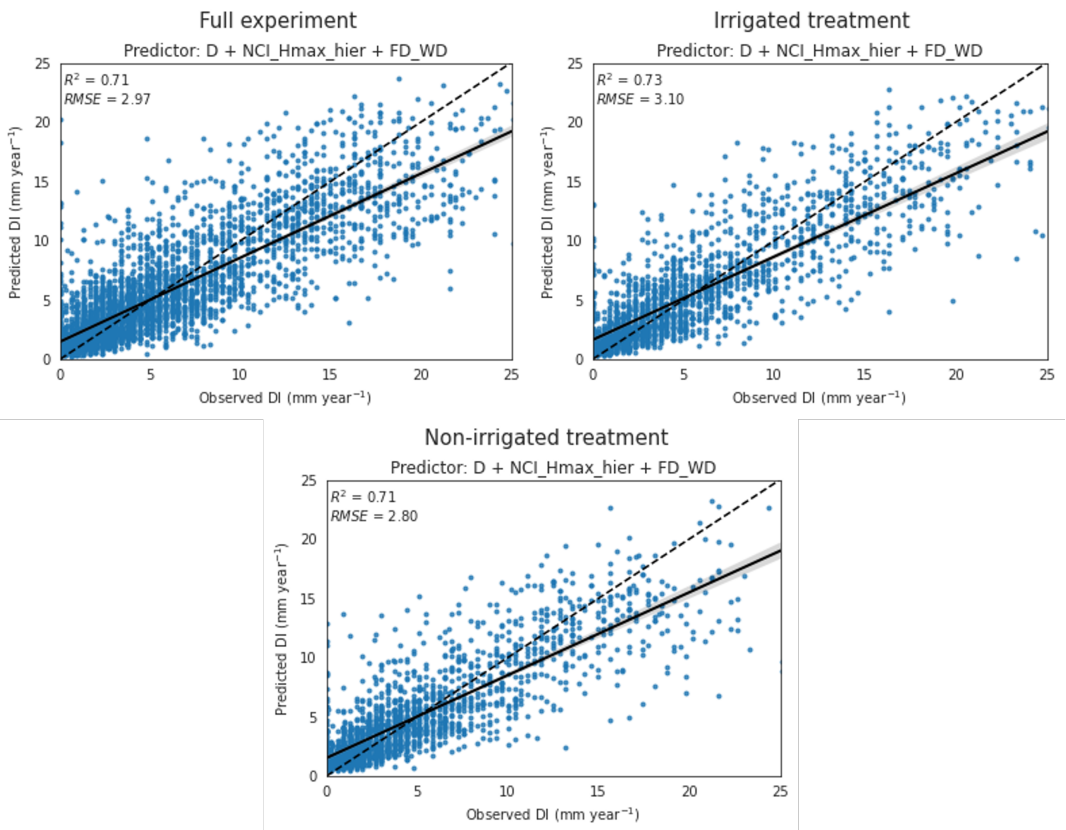 Full experiment
Predictor: D + NCI_Hmax_hier + FD_WD
R² = 0.71
RMSE = 2.97
25
20
15
10
5
0
Predicted DI (mm year⁻¹)
0 5 10 15 20 25
Observed DI (mm year⁻¹)
Irrigated treatment
Predictor: D + NCI_Hmax_hier + FD_WD
R² = 0.73
RMSE = 3.10
25
20
15
10
5
0
Predicted DI (mm year⁻¹)
0 5 10 15 20 25
Observed DI (mm year⁻¹)
Non-irrigated treatment
Predictor: D + NCI_Hmax_hier + FD_WD
R² = 0.71
RMSE = 2.80
25
20
15
10
5
0
Predicted DI (mm year⁻¹)
0 5 10 15 20 25
Observed DI (mm year⁻¹)